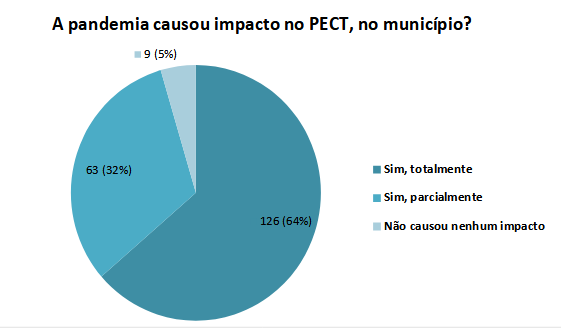 A pandemia causou impacto no PECT, no município?
9 (5%)
63 (32%)
126 (64%)
Sim, totalmente
Sim, parcialmente
Não causou nenhum impacto